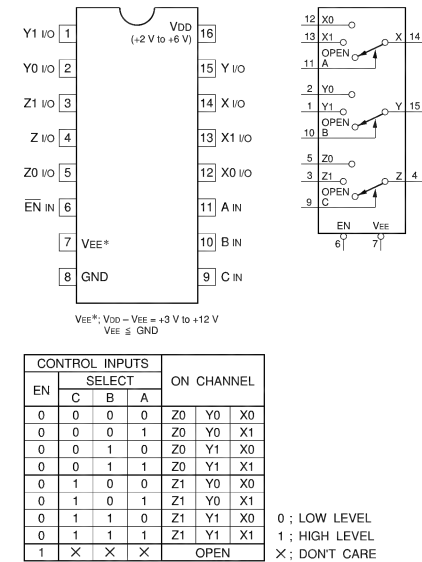 Y1 I/O 1
VDD
(+2 V to +6 V) 16
Y0 I/O 2
15 Y I/O
Z1 I/O 3
14 X I/O
Z I/O 4
13 X1 I/O
Z0 I/O 5
12 X0 I/O
EN IN 6
11 A IN
7 VEE*
10 B IN
8 GND
9 C IN
VEE*; VDD – VEE = +3 V to +12 V
VEE ≦ GND
12 X0
13 X1 X 14
OPEN
11 A
2 Y0
1 Y1 Y 15
OPEN
10 B
5 Z0
3 Z1 Z 4
OPEN
9 C
EN VEE
6 7
CONTROL INPUTS ON CHANNEL
EN SELECT
C B A
0 0 0 0 Z0 Y0 X0
0 0 0 1 Z0 Y0 X1
0 0 1 0 Z0 Y1 X0
0 0 1 1 Z0 Y1 X1
0 1 0 0 Z1 Y0 X0
0 1 0 1 Z1 Y0 X1
0 1 1 0 Z1 Y1 X0
0 1 1 1 Z1 Y1 X1
1 × × × OPEN
0 ; LOW LEVEL
1 ; HIGH LEVEL
× ; DON'T CARE